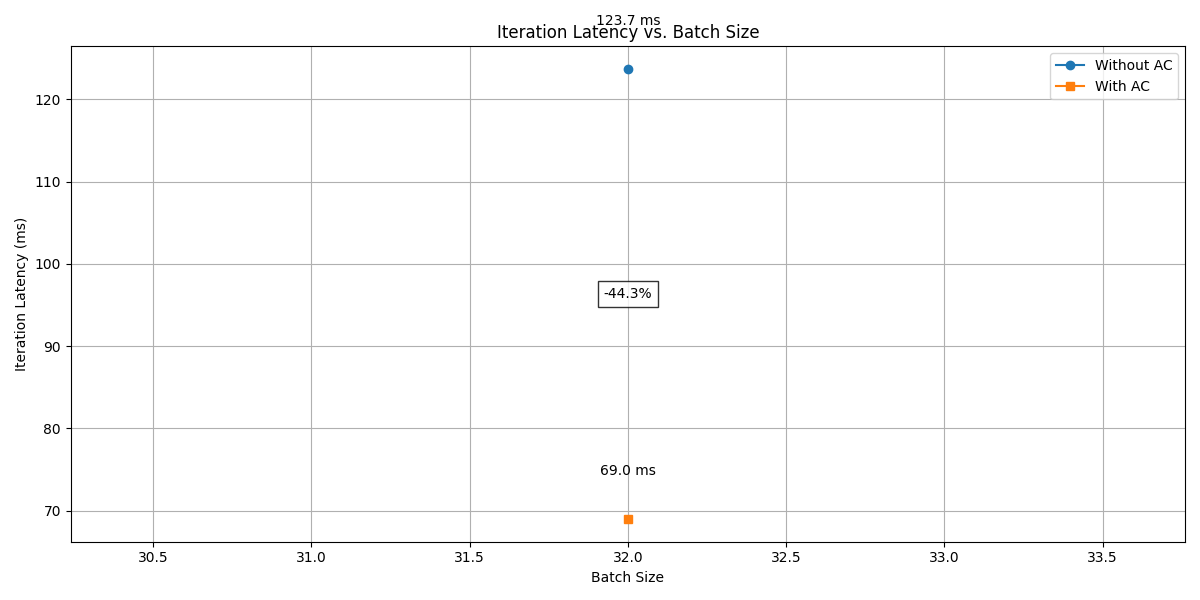 123.7 ms
Iteration Latency vs. Batch Size
Without AC
With AC
120
110
100
90
80
70
Iteration Latency (ms)
-44.3%
69.0 ms
30.5
31.0
31.5
32.0
32.5
33.0
33.5
Batch Size